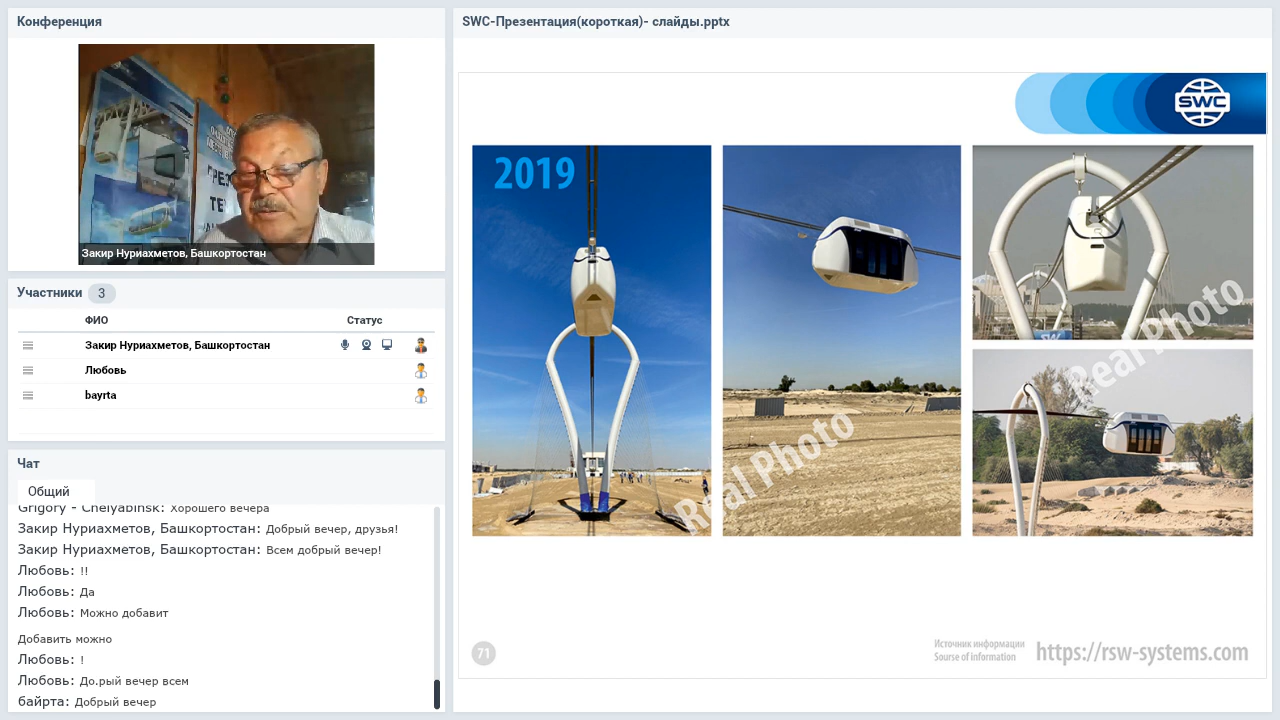 Конференция
Закир Нуриахметов, Башкортостан
Участники 3
ФИО Статус
Закир Нуриахметов, Башкортостан
Любовь
bayrta
Чат
Общий
Grigory - Chelyabinsk: Хорошего вечера
Закир Нуриахметов, Башкортостан: Добрый вечер, друзья!
Закир Нуриахметов, Башкортостан: Всем добрый вечер!
Любовь: !!
Любовь: Да
Любовь: Можно добавит
Добавить можно
Любовь: !
Любовь: До.рый вечер всем
байрта: Добрый вечер
SWC-Презентация(короткая)- слайды.pptx
SWC
2019
Real Photo
Real Photo
71
Источник информации
Sourse of information
https://rsw-systems.com